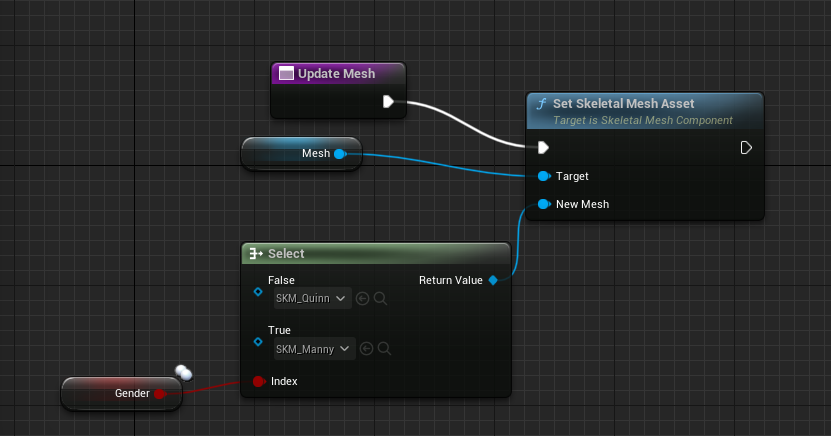 Update Mesh
Set Skeletal Mesh Asset
Target is Skeletal Mesh Component
Mesh
Target
New Mesh
Select
False
Return Value
SKM_Quinn
True
SKM_Manny
Index
Gender